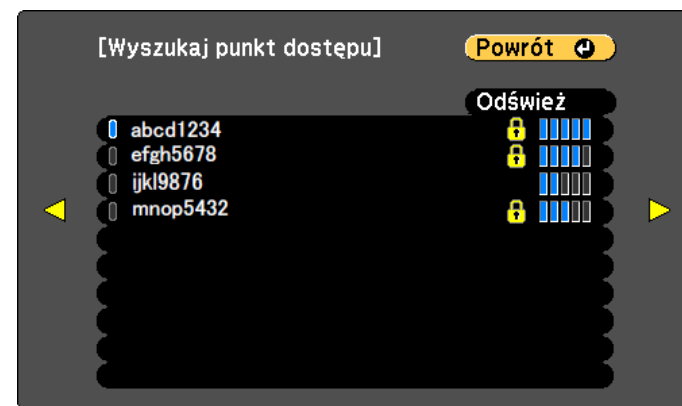 [Wyszukaj punkt dostępu]
Powrót
Odśwież
abcd1234
efgh5678
ijkl9876
mnop5432